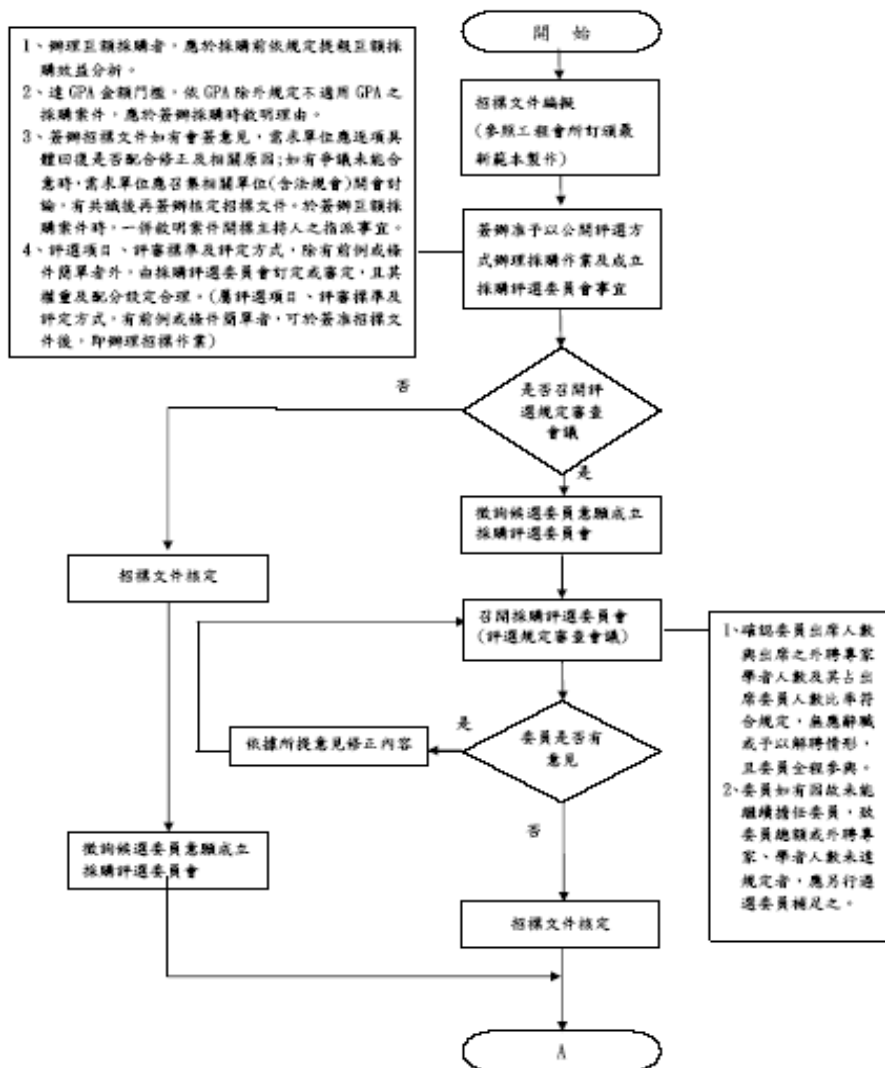 開 始
1、辦理巨額採購者，應於採購前依規定提報巨額採
購效益分析。
2、達 GPA 金額門檻，依 GPA 除外規定不適用 GPA 之
採購案件，應於簽辦採購時敘明理由。
3、簽辦招標文件如有會簽意見，需求單位應逐項具
體回復是否配合修正及相關原因;如有爭議未能合
意時，需求單位應召集相關單位(含法規會)開會討
論，有共識後再簽辦核定招標文件。於簽辦巨額採
購案件時，一併敘明案件開標主持人之指派事宜。
4、評選項目、評審標準及評定方式，除有前例或條
件簡單者外，由採購評選委員會訂定或審定，且其
權重及配分設定合理。(屬評選項目、評審標準及
評定方式，有前例或條件簡單者，可於簽准招標文
件後，即辦理招標作業)
招標文件編擬
(參照工程會所訂頒最
新範本製作)
簽辦准予以公開評選方
式辦理採購作業及成立
採購評選委員會事宜
是否召開評
選規定審查
會議
否
是
徵詢候選委員意願成立
採購評選委員會
招標文件核定
召開採購評選委員會
(評選規定審查會議)
1、確認委員出席人數
與出席之外聘專家
學者人數及其占出
席委員人數比率符
合規定，無應辭職
或予以解聘情形，
且委員全程參與。
2、委員如有因故未能
繼續擔任委員，致
委員總額或外聘專
家、學者人數未達
規定者，應另行遴
選委員補足之。
委員是否有
意見
是
依據所提意見修正內容
否
徵詢候選委員意願成立
採購評選委員會
招標文件核定
A